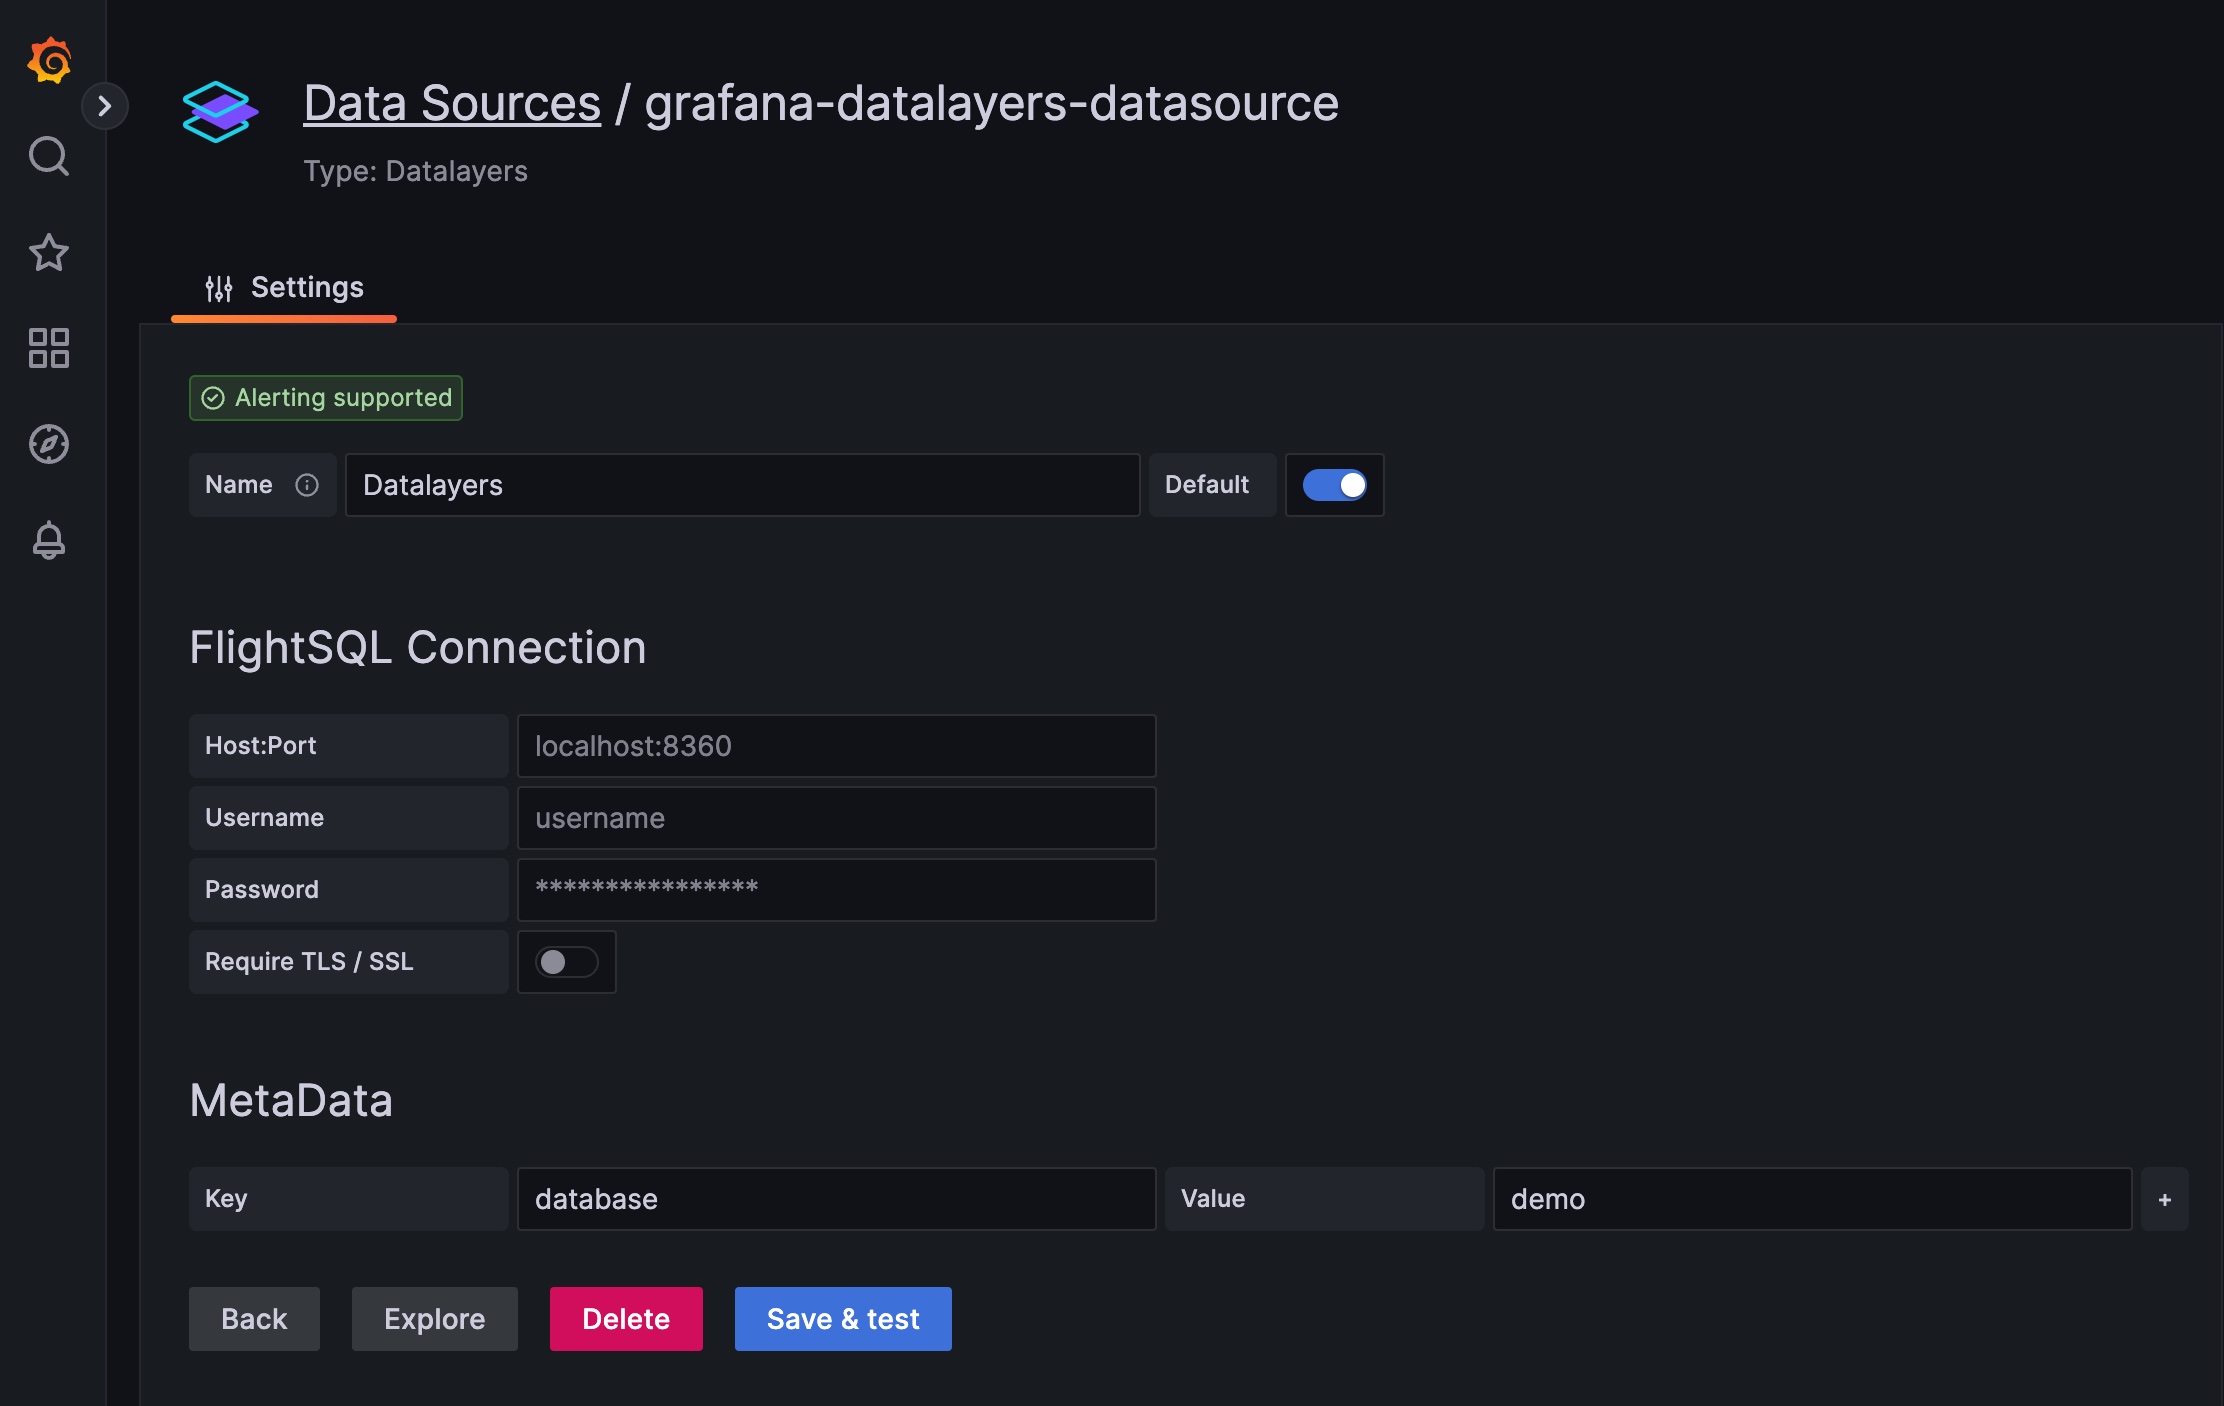 Data Sources / grafana-datalayers-datasource
Type: Datalayers
Settings
Alerting supported
Name Datalayers Default
FlightSQL Connection
Host:Port localhost:8360
Username username
Password ****************
Require TLS / SSL
MetaData
Key database Value demo +
Back Explore Delete Save & test